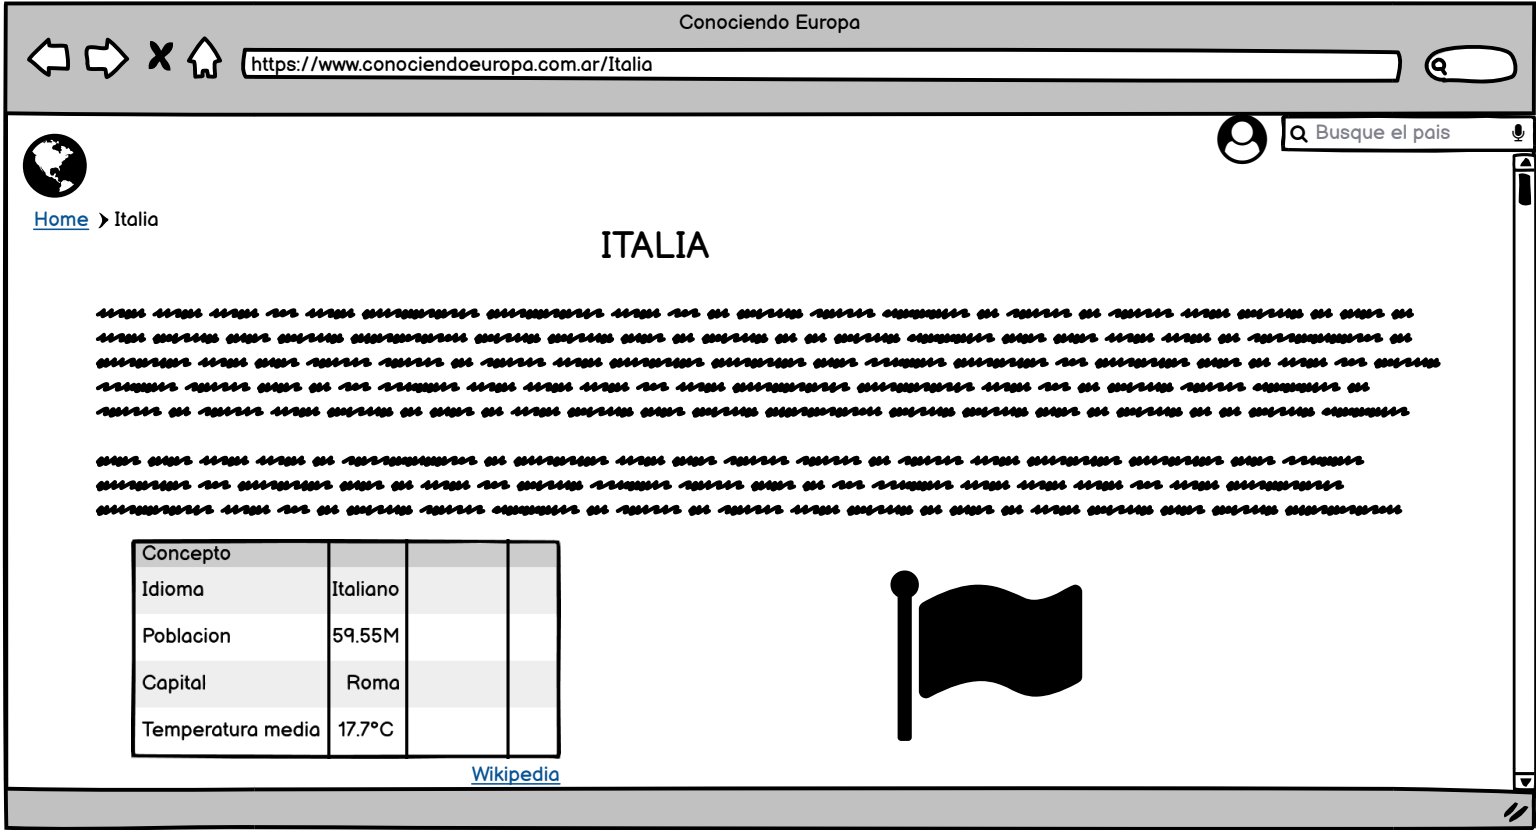 Conociendo Europa
https://www.conociendoeuropa.com.ar/Italia
Busque el pais
Home Italia
ITALIA
Concepto
Idioma Italiano
Poblacion 59.55M
Capital Roma
Temperatura media 17.7°C
Wikipedia